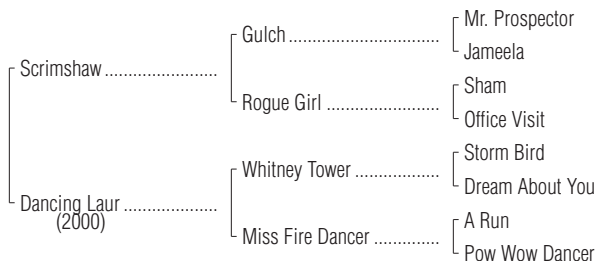 Mr. Prospector
Gulch ................................
Jameela
Scrimshaw ........................
Sham
Rogue Girl ........................
Office Visit
Storm Bird
Whitney Tower ..................
Dream About You
Dancing Laur ....................
(2000)
A Run
Miss Fire Dancer ..............
Pow Wow Dancer